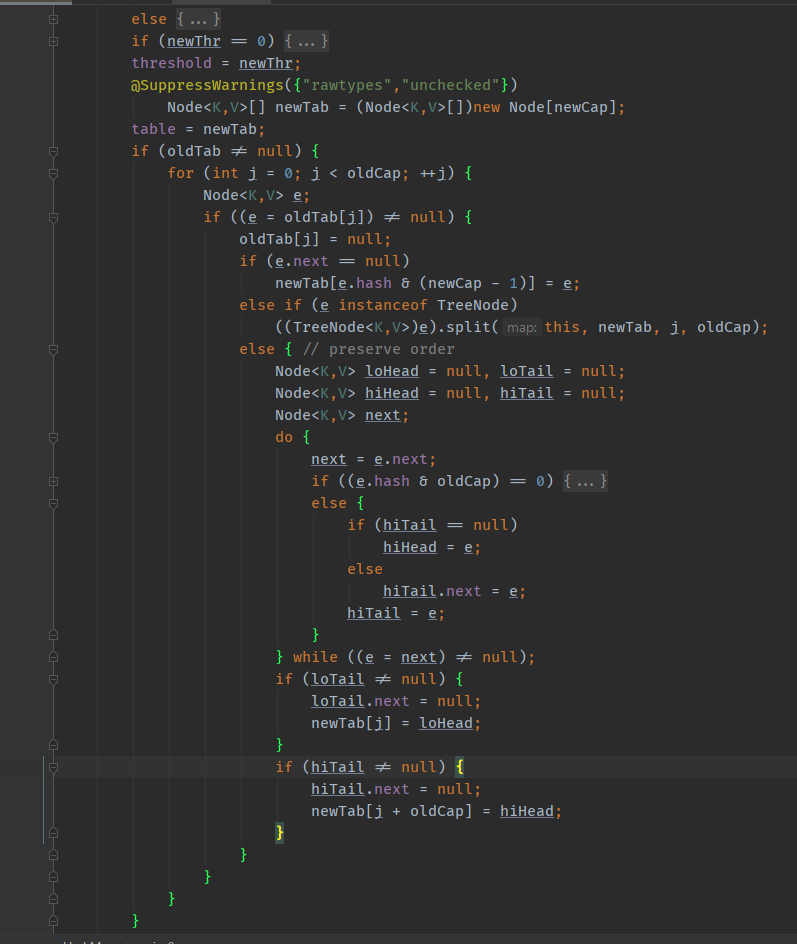 else {...}
if (newThr == 0) {...}
threshold = newThr;
@SuppressWarnings({"rawtypes","unchecked"})
Node<K,V>[] newTab = (Node<K,V>[])new Node[newCap];
table = newTab;
if (oldTab != null) {
for (int j = 0; j < oldCap; ++j) {
Node<K,V> e;
if ((e = oldTab[j]) != null) {
oldTab[j] = null;
if (e.next == null)
newTab[e.hash & (newCap - 1)] = e;
else if (e instanceof TreeNode)
((TreeNode<K,V>)e).split( map: this, newTab, j, oldCap);
else { // preserve order
Node<K,V> loHead = null, loTail = null;
Node<K,V> hiHead = null, hiTail = null;
Node<K,V> next;
do {
next = e.next;
if ((e.hash & oldCap) == 0) {...}
else {
if (hiTail == null)
hiHead = e;
else
hiTail.next = e;
hiTail = e;
}
} while ((e = next) != null);
if (loTail != null) {
loTail.next = null;
newTab[j] = loHead;
}
if (hiTail != null) {
hiTail.next = null;
newTab[j + oldCap] = hiHead;
}
}
}
}
}